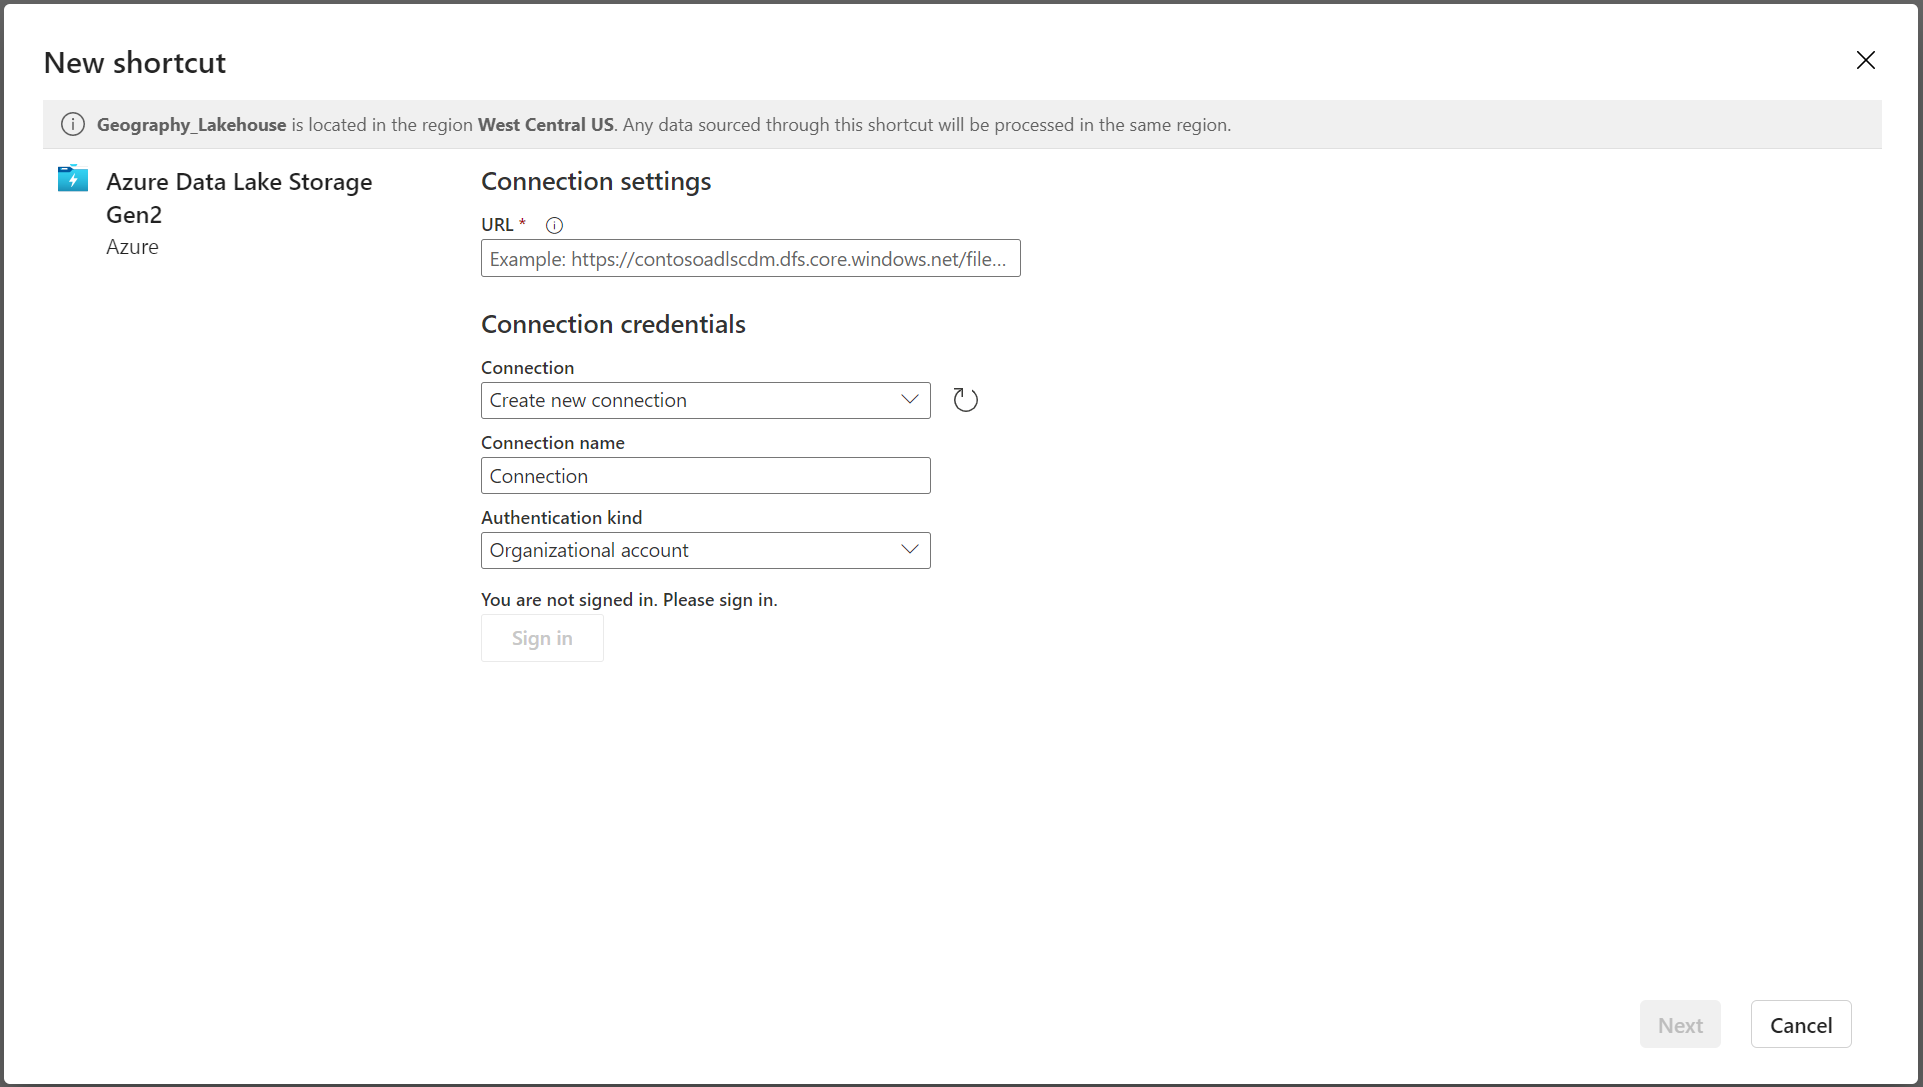 New shortcut
Geography_Lakehouse is located in the region West Central US. Any data sourced through this shortcut will be processed in the same region.
Azure Data Lake Storage
Gen2
Azure
Connection settings
URL *
Example: https://contosoadlscdm.dfs.core.windows.net/file...
Connection credentials
Connection
Create new connection
Connection name
Connection
Authentication kind
Organizational account
You are not signed in. Please sign in.
Sign in
Next
Cancel